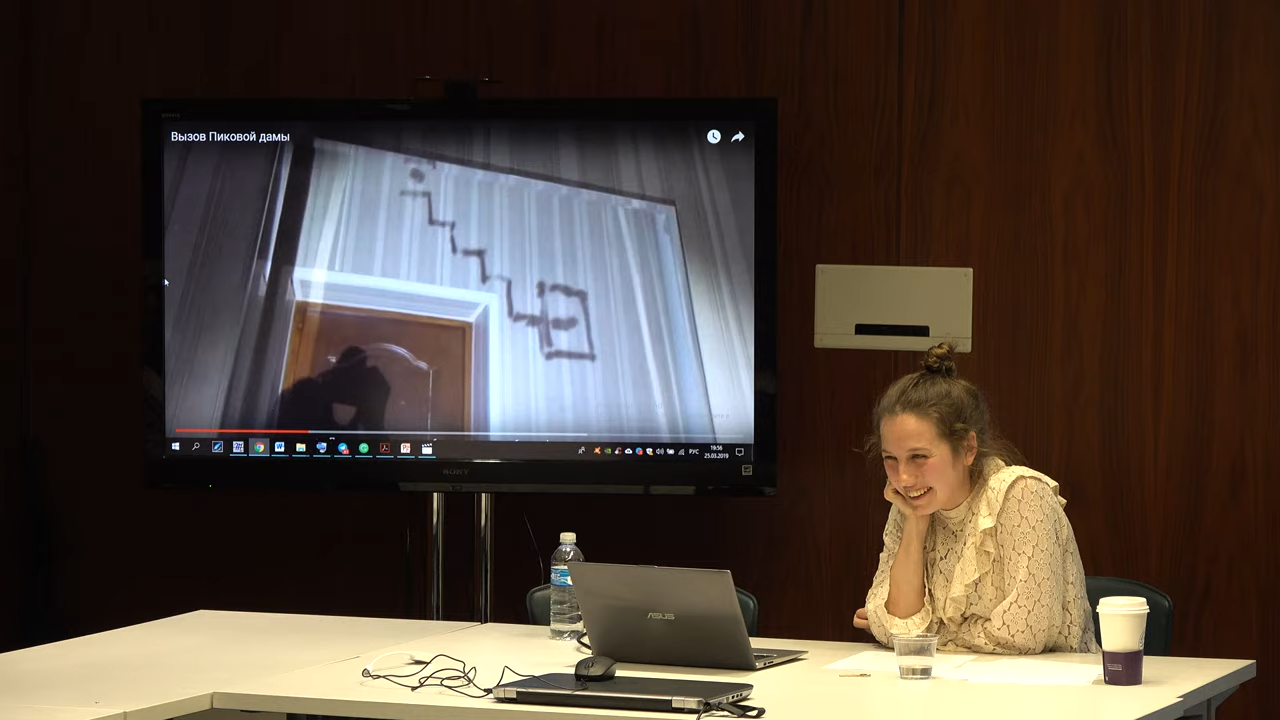 Вызов Пиковой дамы
РУС
19:56
25.03.2019
SONY
ASUS